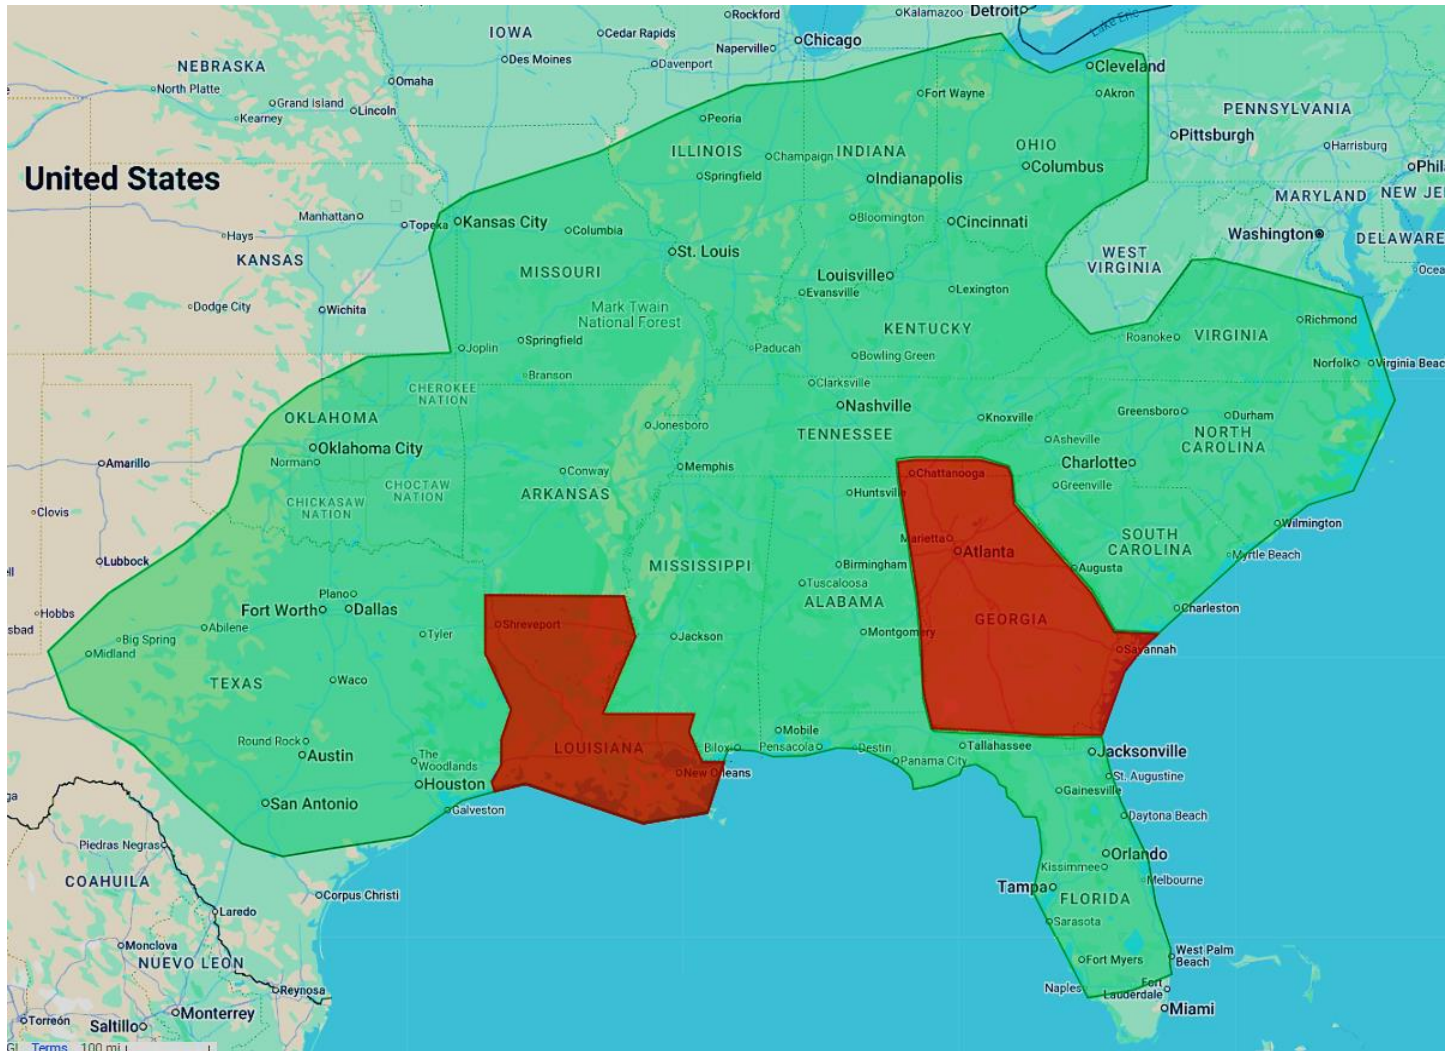 Rockford
Kalamazoo
Detroit
Lake Erie
IOWA
Cedar Rapids
Naperville
Chicago
Des Moines
Davenport
Cleveland
NEBRASKA
Omaha
North Platte
Fort Wayne
Akron
Grand Island
Lincoln
PENNSYLVANIA
Kearney
Peoria
Pittsburgh
Harrisburg
ILLINOIS
Champaign
INDIANA
OHIO
Columbus
Phil
United States
Springfield
Indianapolis
MARYLAND
NEW JE
Manhattan
Topeka
Kansas City
Columbia
Bloomington
Cincinnati
Washington
DELAWARE
Hays
KANSAS
St. Louis
WEST
VIRGINIA
MISSOURI
Louisville
Ocea
Dodge City
Wichita
Mark Twain
National Forest
Evansville
Lexington
Richmond
KENTUCKY
Roanoke
VIRGINIA
Joplin
Springfield
Paducah
Bowling Green
Norfolk
Virginia Beac
Branson
CHEROKEE
NATION
Clarksville
Nashville
OKLAHOMA
Knoxville
Greensboro
Durham
Jonesboro
TENNESSEE
NORTH
CAROLINA
Oklahoma City
Asheville
Amarillo
Norman
Conway
Memphis
Chattanooga
Charlotte
CHOCTAW
NATION
Greenville
CHICKASAW
NATION
ARKANSAS
Huntsville
Clovis
Wilmington
Marietta
Atlanta
SOUTH
CAROLINA
Myrtle Beach
Lubbock
MISSISSIPPI
Birmingham
Augusta
Tuscaloosa
Plano
ALABAMA
Hobbs
Fort Worth
Dallas
Charleston
sbad
Abilene
Shreveport
GEORGIA
Big Spring
Tyler
Jackson
Montgomery
Midland
Savannah
TEXAS
Waco
Mobile
Round Rock
Austin
LOUISIANA
Biloxi
Pensacola
Destin
Tallahassee
Jacksonville
The
Woodlands
Panama City
New Orleans
Houston
St. Augustine
Gainesville
San Antonio
Galveston
Daytona Beach
Piedras Negras
Orlando
Kissimmee
COAHUILA
Tampa
Melbourne
Corpus Christi
FLORIDA
Laredo
Sarasota
Monclova
West Palm
Beach
NUEVO LEON
Fort Myers
Reynosa
Naples
Fort
Lauderdale
Miami
Monterrey
Torreón
Saltillo
Terms
100 mi